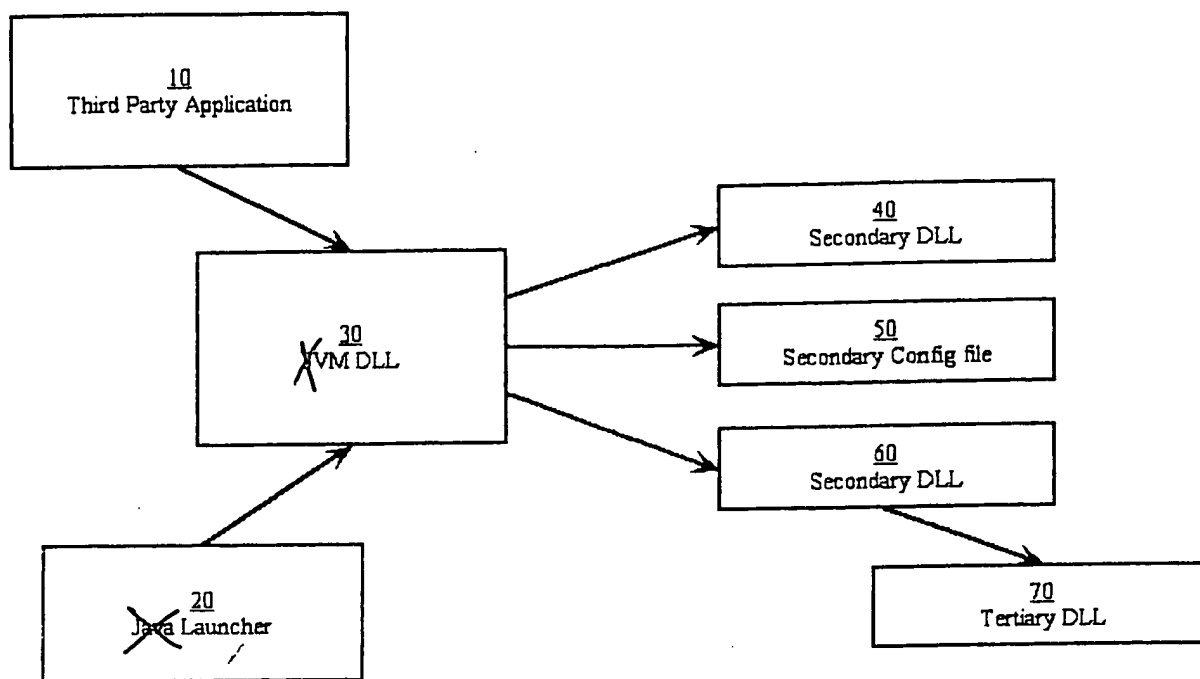 10
Third Party Application
40
Secondary DLL
30
JVM DLL
50
Secondary Config file
60
Secondary DLL
20
Java Launcher
70
Tertiary DLL